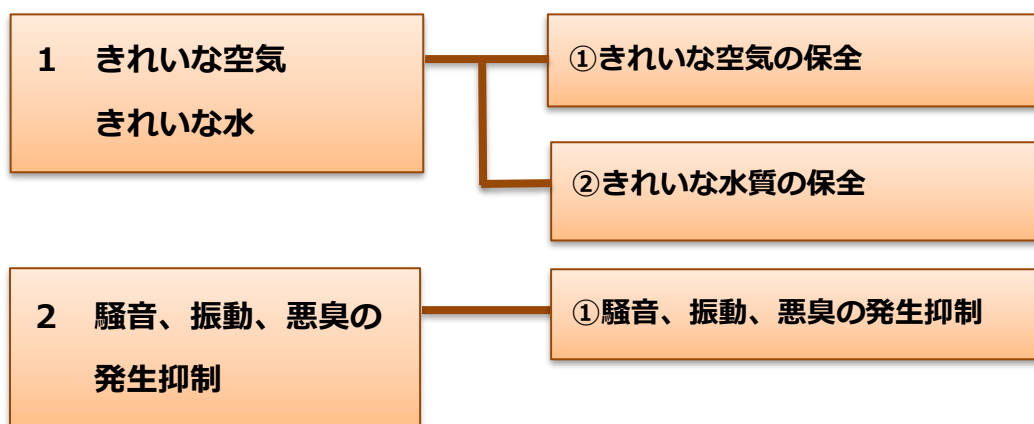 1 きれいな空気
きれいな水
①きれいな空気の保全
②きれいな水質の保全
2 騒音、振動、悪臭の
発生抑制
①騒音、振動、悪臭の発生抑制